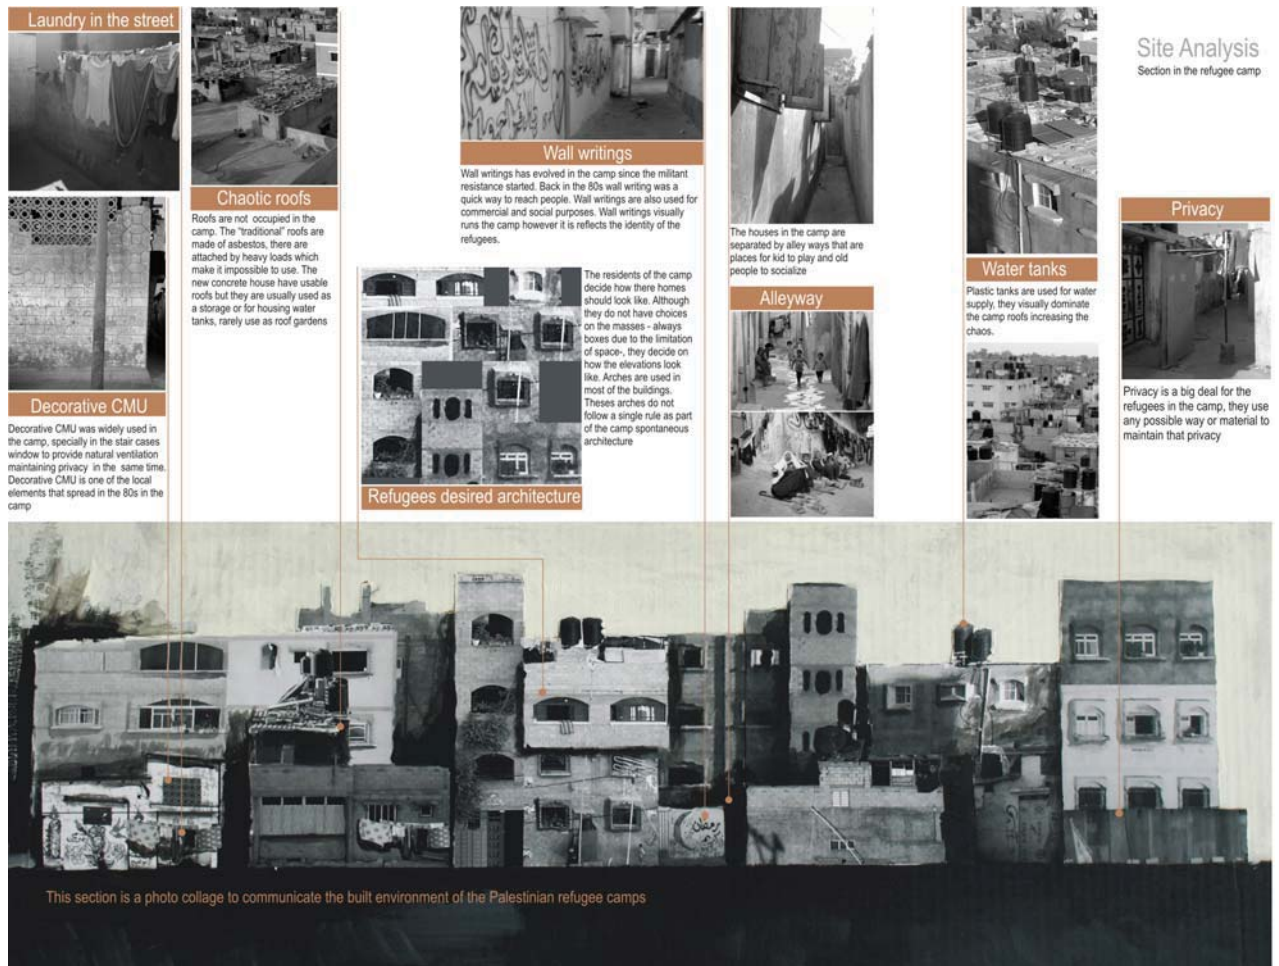 Laundry in the street
Site Analysis
Section in the refugee camp
Wall writings
Wall writings has evolved in the camp since the militant
resistance started. Back in the 80s wall writing was a
quick way to reach people. Wall writings are also used for
commercial and social purposes. Wall writings visually
runs the camp however it is reflects the identity of the
refugees.
Chaotic roofs
Roofs are not occupied in the
camp. The "traditional" roofs are
made of asbestos, there are
attached by heavy loads which
make it impossible to use. The
new concrete house have usable
roofs but they are usually used as
a storage or for housing water
tanks, rarely use as roof gardens
The houses in the camp are
separated by alley ways that are
places for kid to play and old
people to socialize
Alleyway
Water tanks
Plastic tanks are used for water
supply, they visually dominate
the camp roofs increasing the
chaos.
Privacy
Privacy is a big deal for the
refugees in the camp, they use
any possible way or material to
maintain that privacy
The residents of the camp
decide how there homes
should look like. Although
they do not have choices
on the masses - always
boxes due to the limitation
of space-, they decide on
how the elevations look
like. Arches are used in
most of the buildings.
Theses arches do not
follow a single rule as part
of the camp spontaneous
architecture
Refugees desired architecture
Decorative CMU
Decorative CMU was widely used in
the camp, specially in the stair cases
window to provide natural ventilation
maintaining privacy in the same time.
Decorative CMU is one of the local
elements that spread in the 80s in the
camp
رمضان
This section is a photo collage to communicate the built environment of the Palestinian refugee camps